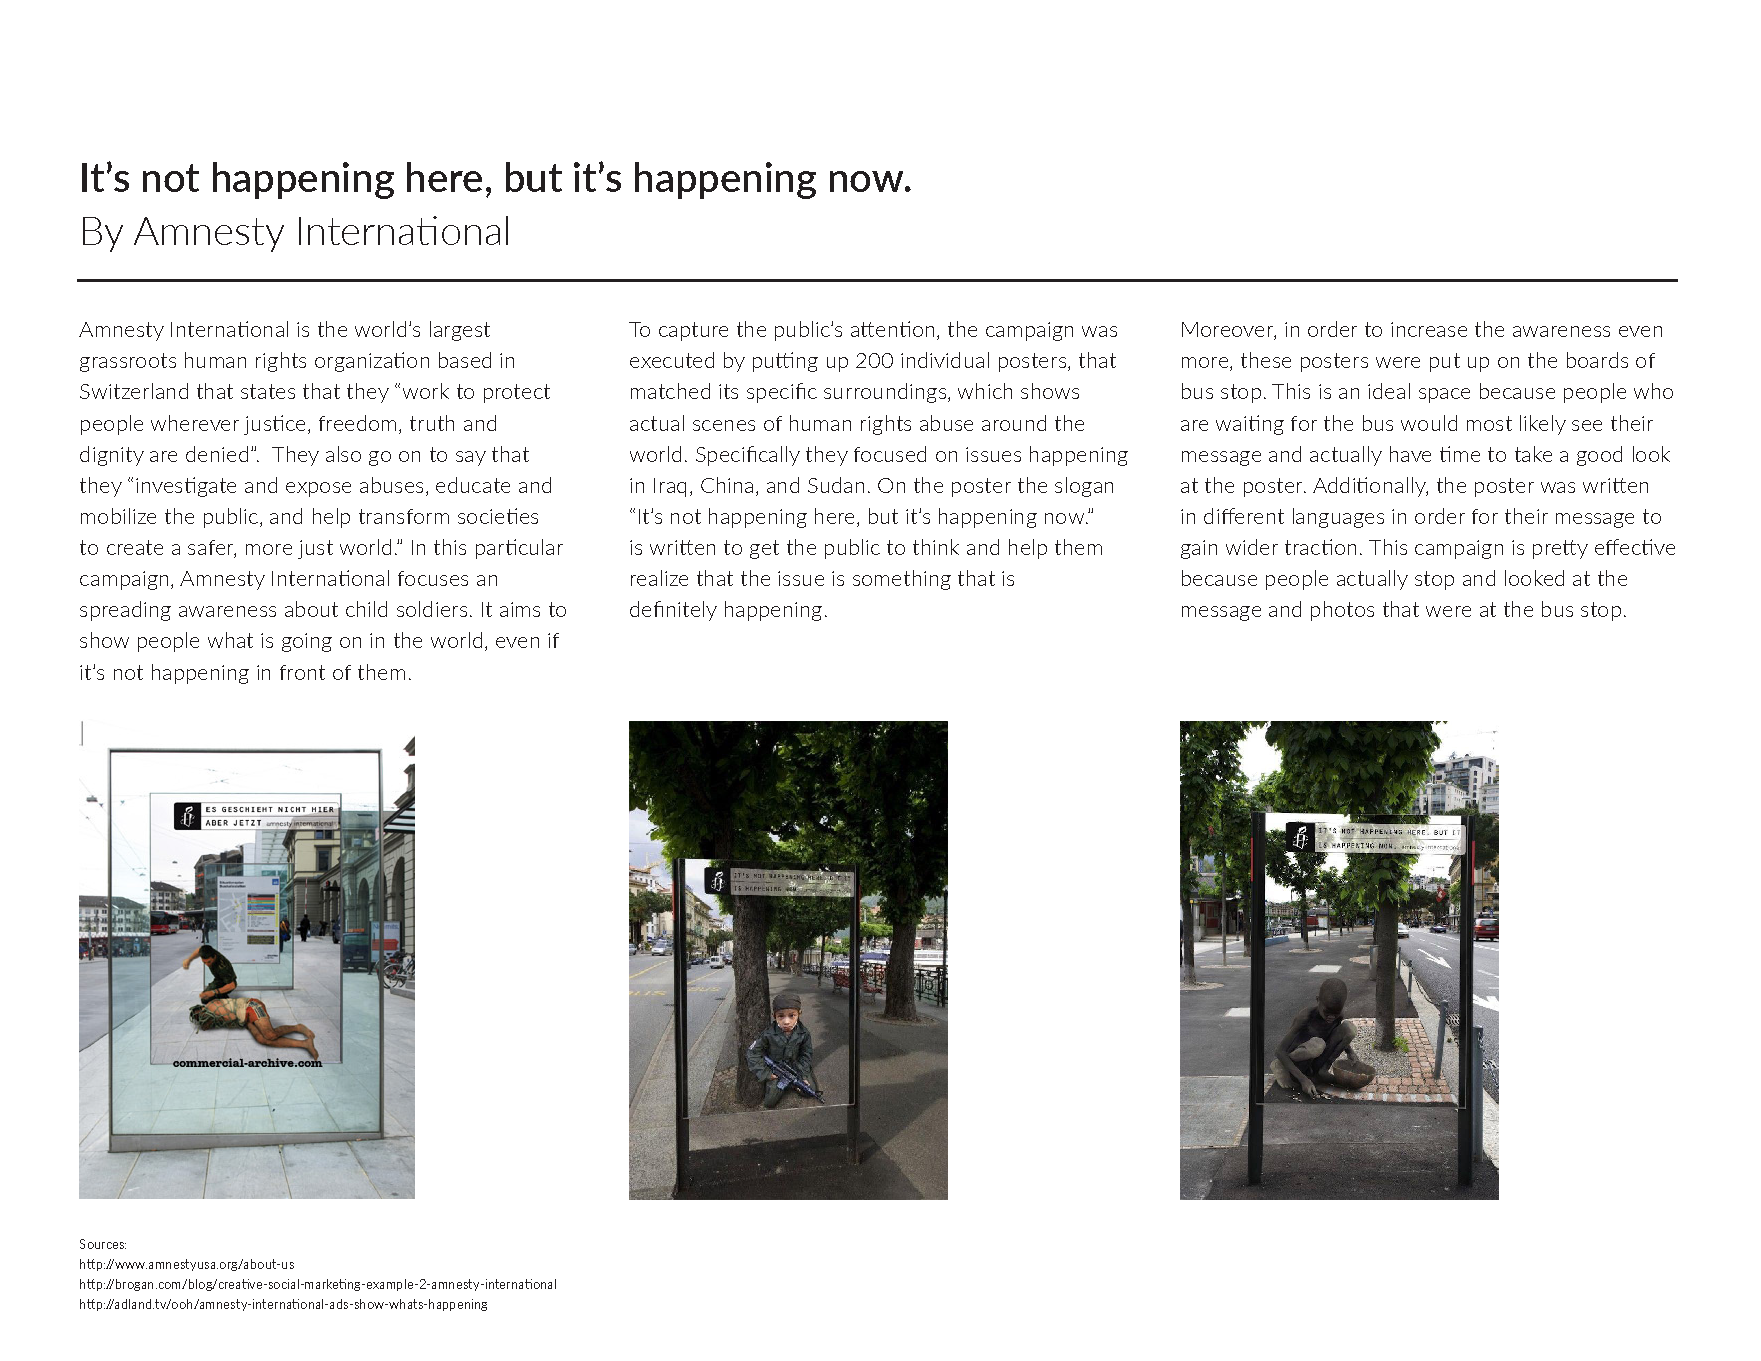 It's not happening here, but it's happening now.
By Amnesty International
Amnesty International is the world's largest
grassroots human rights organization based in
Switzerland that states that they “work to protect
people wherever justice, freedom, truth and
dignity are denied”.  They also go on to say that
they “investigate and expose abuses, educate and
mobilize the public, and help transform societies
to create a safer, more just world.” In this particular
campaign, Amnesty International focuses an
spreading awareness about child soldiers. It aims to
show people what is going on in the world, even if
it's not happening in front of them.
To capture the public's attention, the campaign was
executed by putting up 200 individual posters, that
matched its specific surroundings, which shows
actual scenes of human rights abuse around the
world. Specifically they focused on issues happening
in Iraq, China, and Sudan. On the poster the slogan
“It's not happening here, but it's happening now.”
is written to get the public to think and help them
realize that the issue is something that is
definitely happening.
Moreover, in order to increase the awareness even
more, these posters were put up on the boards of
bus stop. This is an ideal space because people who
are waiting for the bus would most likely see their
message and actually have time to take a good look
at the poster. Additionally, the poster was written
in different languages in order for their message to
gain wider traction. This campaign is pretty effective
because people actually stop and looked at the
message and photos that were at the bus stop.
ES GESCHIEHT NICHT HIER
ABER JETZT amnesty international
commercial-archive.com
IT'S NOT HAPPENING HERE, BUT IT
IS HAPPENING NOW.
IT'S NOT HAPPENING HERE, BUT IT
IS HAPPENING NOW. amnesty international
Sources:
http://www.amnestyusa.org/about-us
http://brogan.com/blog/creative-social-marketing-example-2-amnesty-international
http://adland.tv/ooh/amnesty-international-ads-show-whats-happening